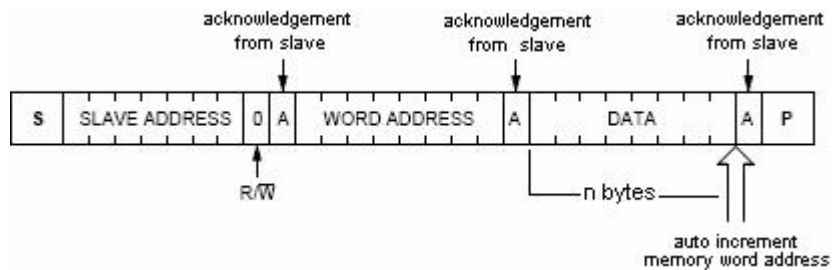 acknowledgement
from slave
acknowledgement
from slave
acknowledgement
from slave
S
SLAVE ADDRESS
0
A
WORD ADDRESS
A
DATA
A
P
R/W̅
n bytes
auto increment
memory word address